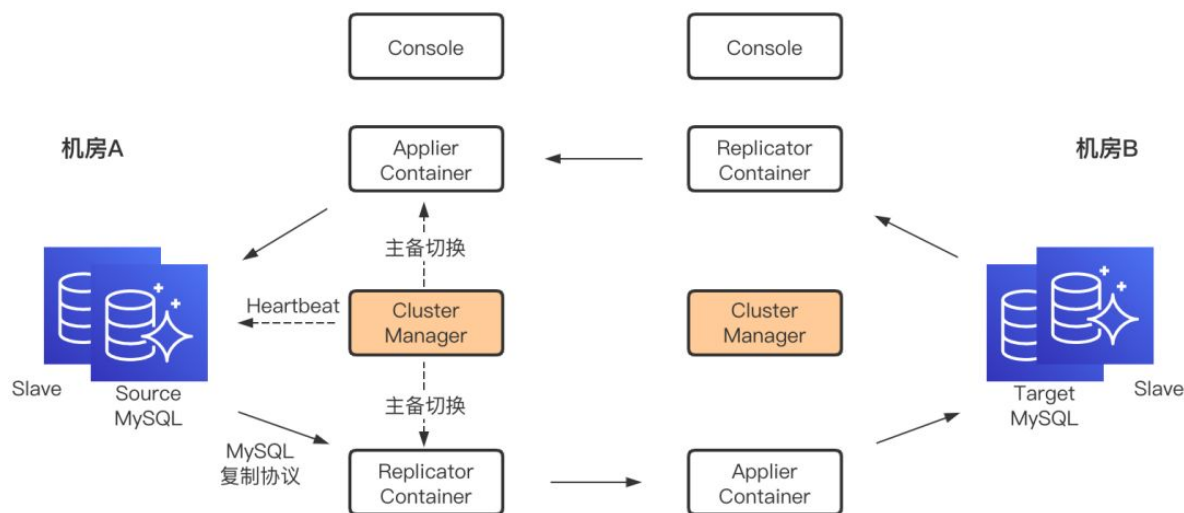 Console
Console
机房A
Applier
Container
Replicator
Container
机房B
主备切换
Heartbeat
Cluster
Manager
Cluster
Manager
Slave
Source
MySQL
主备切换
Target
MySQL
Slave
MySQL
复制协议
Replicator
Container
Applier
Container